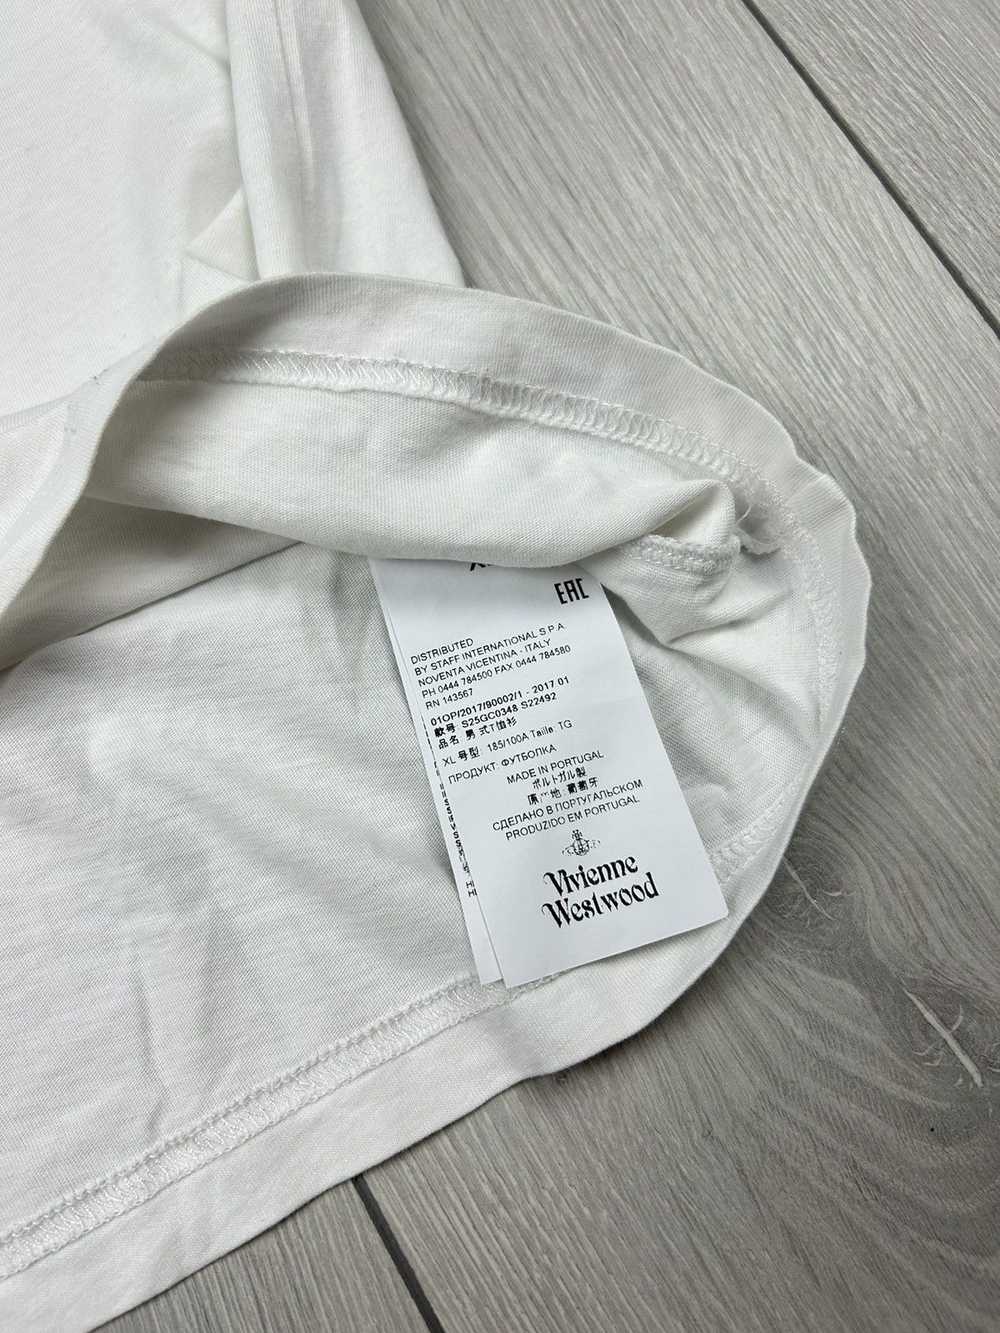 EAC
DISTRIBUTED
BY STAFF INTERNATIONAL S P A
NOVENTA VICENTINA - ITALY
PH 0444 784500 FAX 0444 784580
RN 143567
01OP/2017/90002/1 - 2017 01
款号: S25GC0348 S22492
品名 男式T恤衫
XL 号型: 185/100A Taille: TG
ПРОДУКТ: ФУТБОЛКА
MADE IN PORTUGAL
ポルトガル製
原产地: 葡萄牙
СДЕЛАНО В ПОРТУГАЛЬСКОМ
PRODUZIDO EM PORTUGAL
Vivienne
Westwood